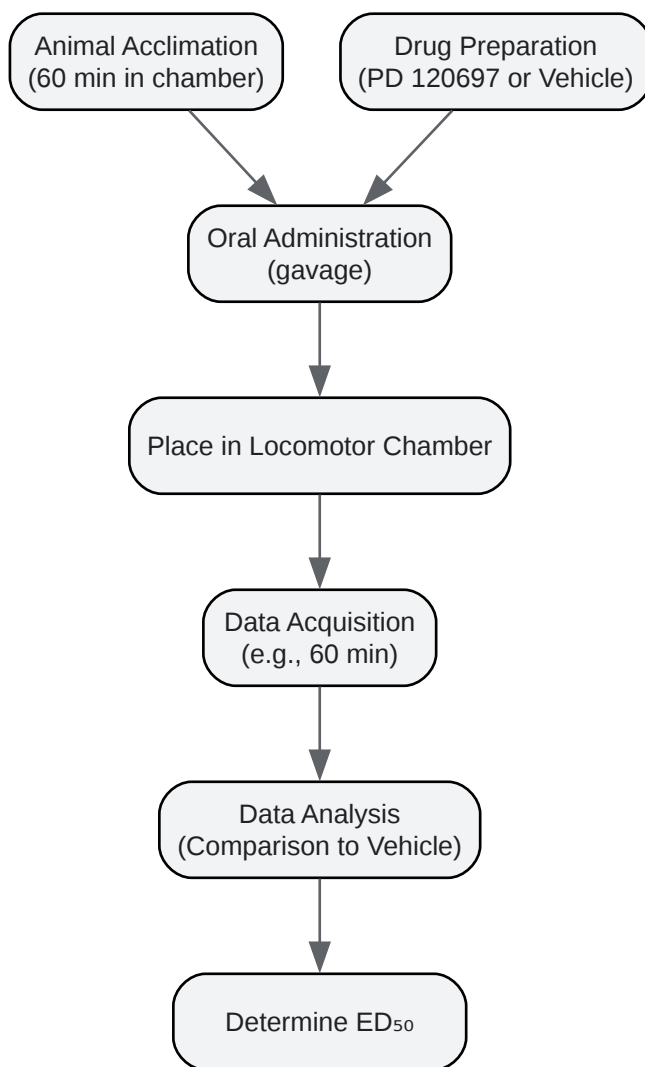 Animal Acclimation
(60 min in chamber)
Drug Preparation
(PD 120697 or Vehicle)
Oral Administration
(gavage)
Place in Locomotor Chamber
Data Acquisition
(e.g., 60 min)
Data Analysis
(Comparison to Vehicle)
Determine ED₅₀